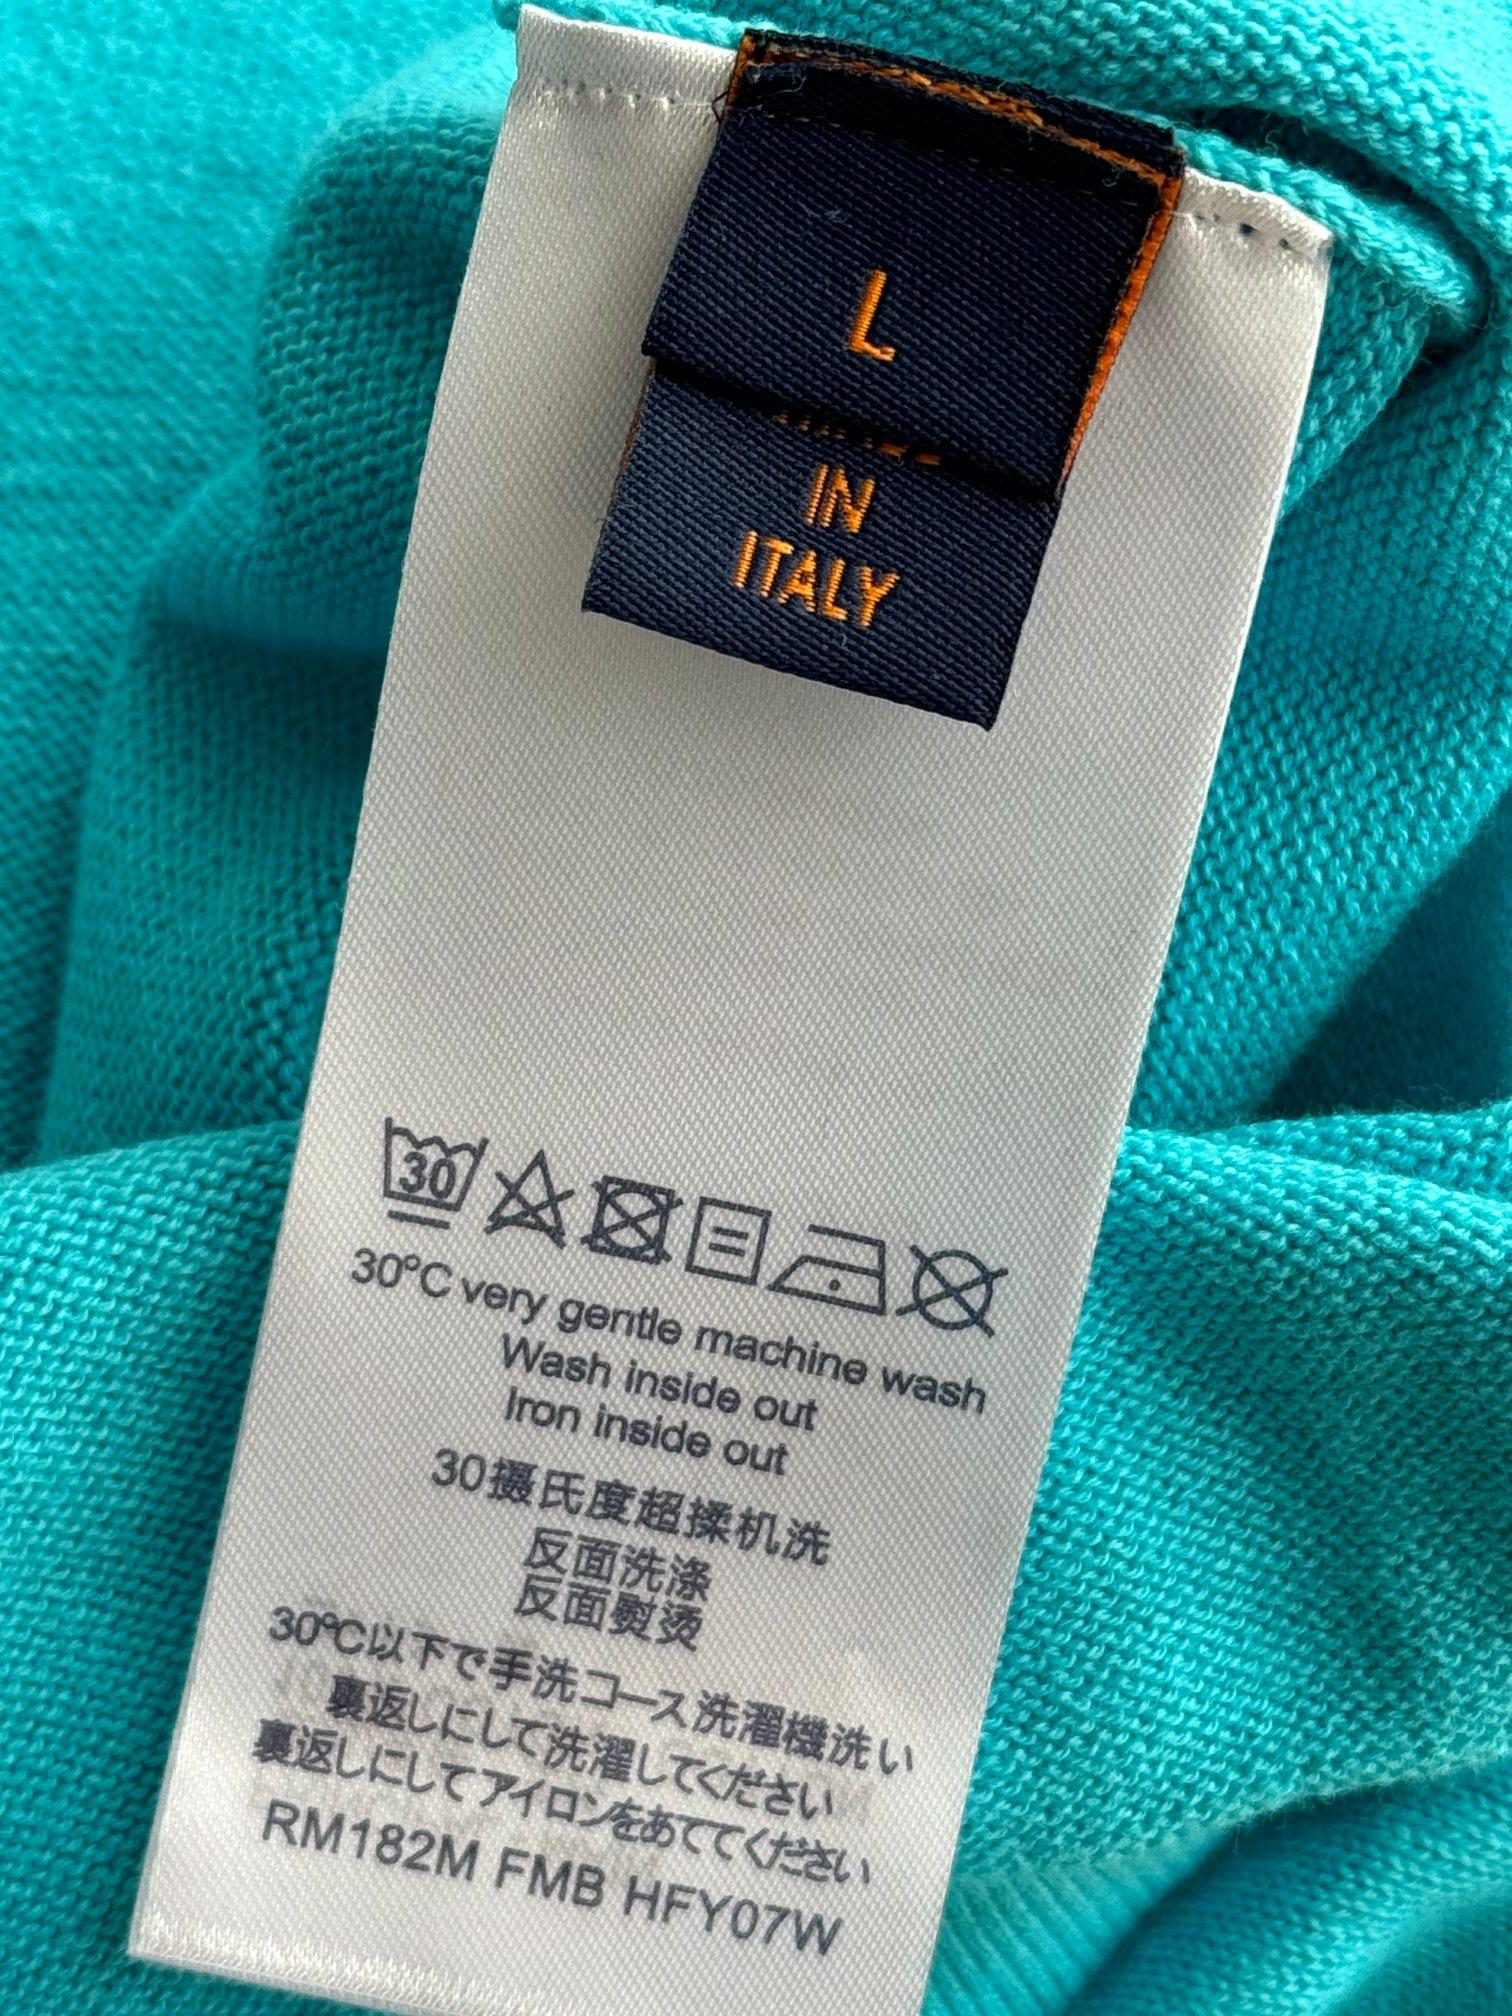 L
IN
ITALY
30
30°C very gentle machine wash
Wash inside out
Iron inside out
30摄氏度超揉机洗
反面洗涤
反面熨烫
30℃以下で手洗コース洗濯機洗い
裏返しにして洗濯してください
裏返しにしてアイロンをあててください
RM182M FMB HFY07W